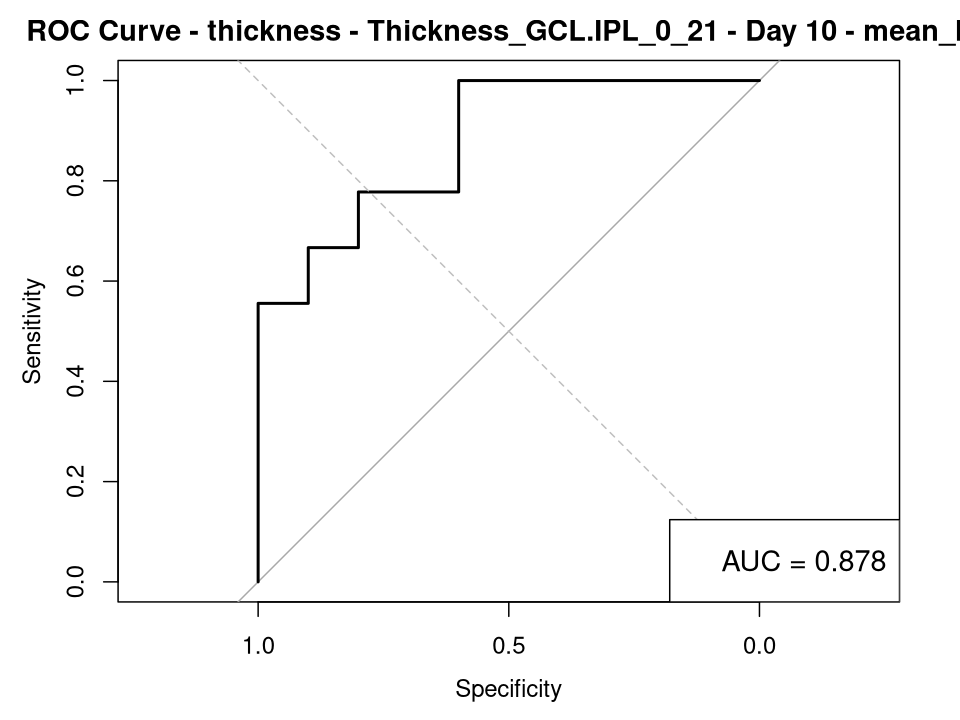 ROC Curve - thickness - Thickness_GCL.IPL_0_21 - Day 10 - mean_
1.0
0.8
0.6
0.4
0.2
0.0
Sensitivity
AUC = 0.878
1.0 0.5 0.0
Specificity